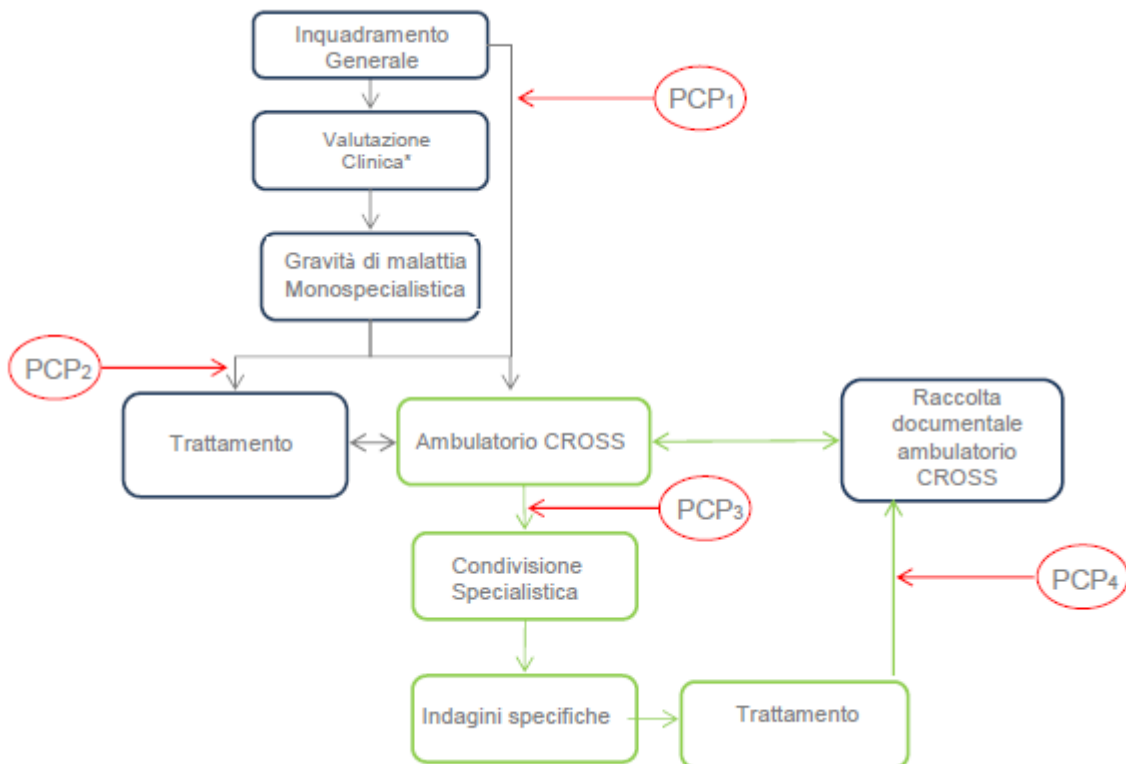 Inquadramento
Generale
PCP₁
Valutazione
Clinica*
Gravità di malattia
Monospecialistica
PCP₂
Trattamento
Ambulatorio CROSS
Raccolta
documentale
ambulatorio
CROSS
PCP₃
Condivisione
Specialistica
PCP₄
Indagini specifiche
Trattamento